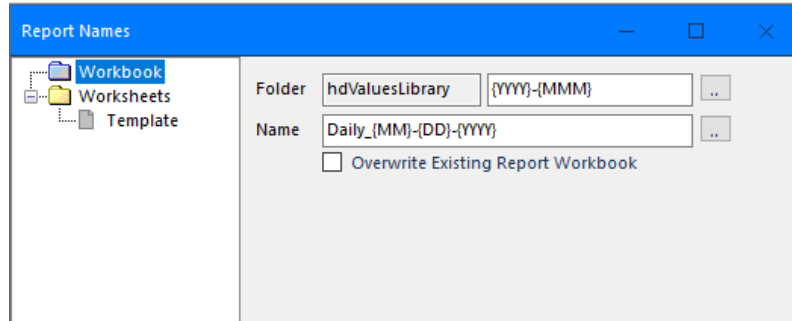 Report Names
Workbook
Worksheets
Template
Folder hdValuesLibrary {YYYY}-{MMM} ..
Name Daily_{MM}-{DD}-{YYYY} ..
Overwrite Existing Report Workbook